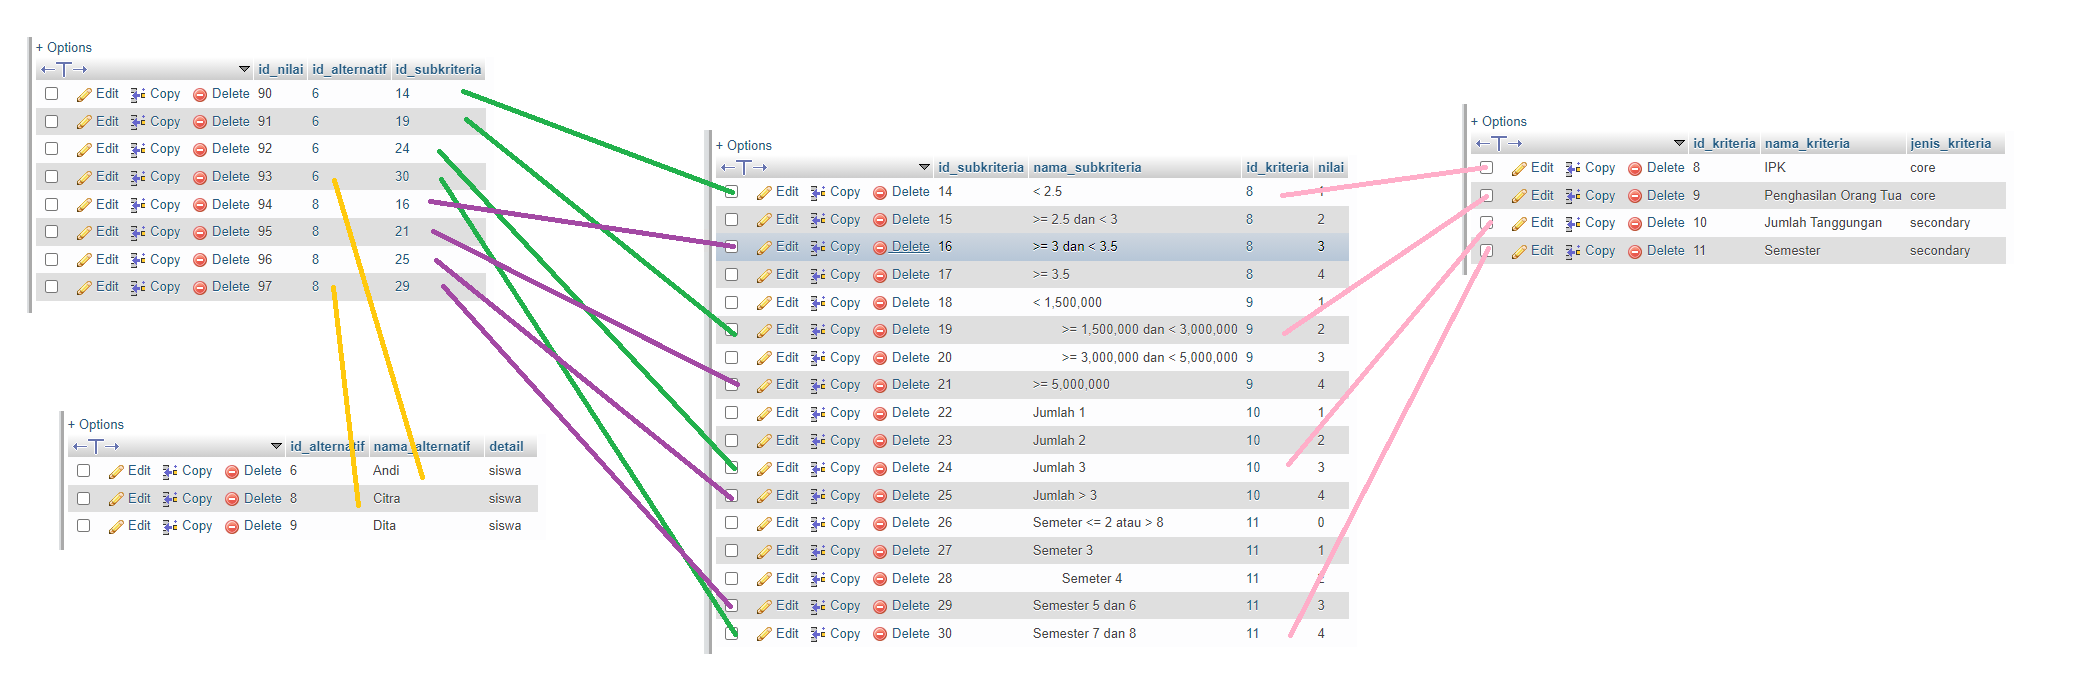 + Options
id_nilai id_alternatif id_subkriteria
Edit Copy Delete 90 6 14
Edit Copy Delete 91 6 19
Edit Copy Delete 92 6 24
Edit Copy Delete 93 6 30
Edit Copy Delete 94 8 16
Edit Copy Delete 95 8 21
Edit Copy Delete 96 8 25
Edit Copy Delete 97 8 29
+ Options
id_alternatif nama_alternatif detail
Edit Copy Delete 6 Andi siswa
Edit Copy Delete 8 Citra siswa
Edit Copy Delete 9 Dita siswa
+ Options
id_subkriteria nama_subkriteria id_kriteria nilai
Edit Copy Delete 14 < 2.5 8 1
Edit Copy Delete 15 >= 2.5 dan < 3 8 2
Edit Copy Delete 16 >= 3 dan < 3.5 8 3
Edit Copy Delete 17 >= 3.5 8 4
Edit Copy Delete 18 < 1,500,000 9 1
Edit Copy Delete 19 >= 1,500,000 dan < 3,000,000 9 2
Edit Copy Delete 20 >= 3,000,000 dan < 5,000,000 9 3
Edit Copy Delete 21 >= 5,000,000 9 4
Edit Copy Delete 22 Jumlah 1 10 1
Edit Copy Delete 23 Jumlah 2 10 2
Edit Copy Delete 24 Jumlah 3 10 3
Edit Copy Delete 25 Jumlah > 3 10 4
Edit Copy Delete 26 Semeter <= 2 atau > 8 11 0
Edit Copy Delete 27 Semeter 3 11 1
Edit Copy Delete 28 Semeter 4 11 2
Edit Copy Delete 29 Semester 5 dan 6 11 3
Edit Copy Delete 30 Semester 7 dan 8 11 4
+ Options
id_kriteria nama_kriteria jenis_kriteria
Edit Copy Delete 8 IPK core
Edit Copy Delete 9 Penghasilan Orang Tua core
Edit Copy Delete 10 Jumlah Tanggungan secondary
Edit Copy Delete 11 Semester secondary